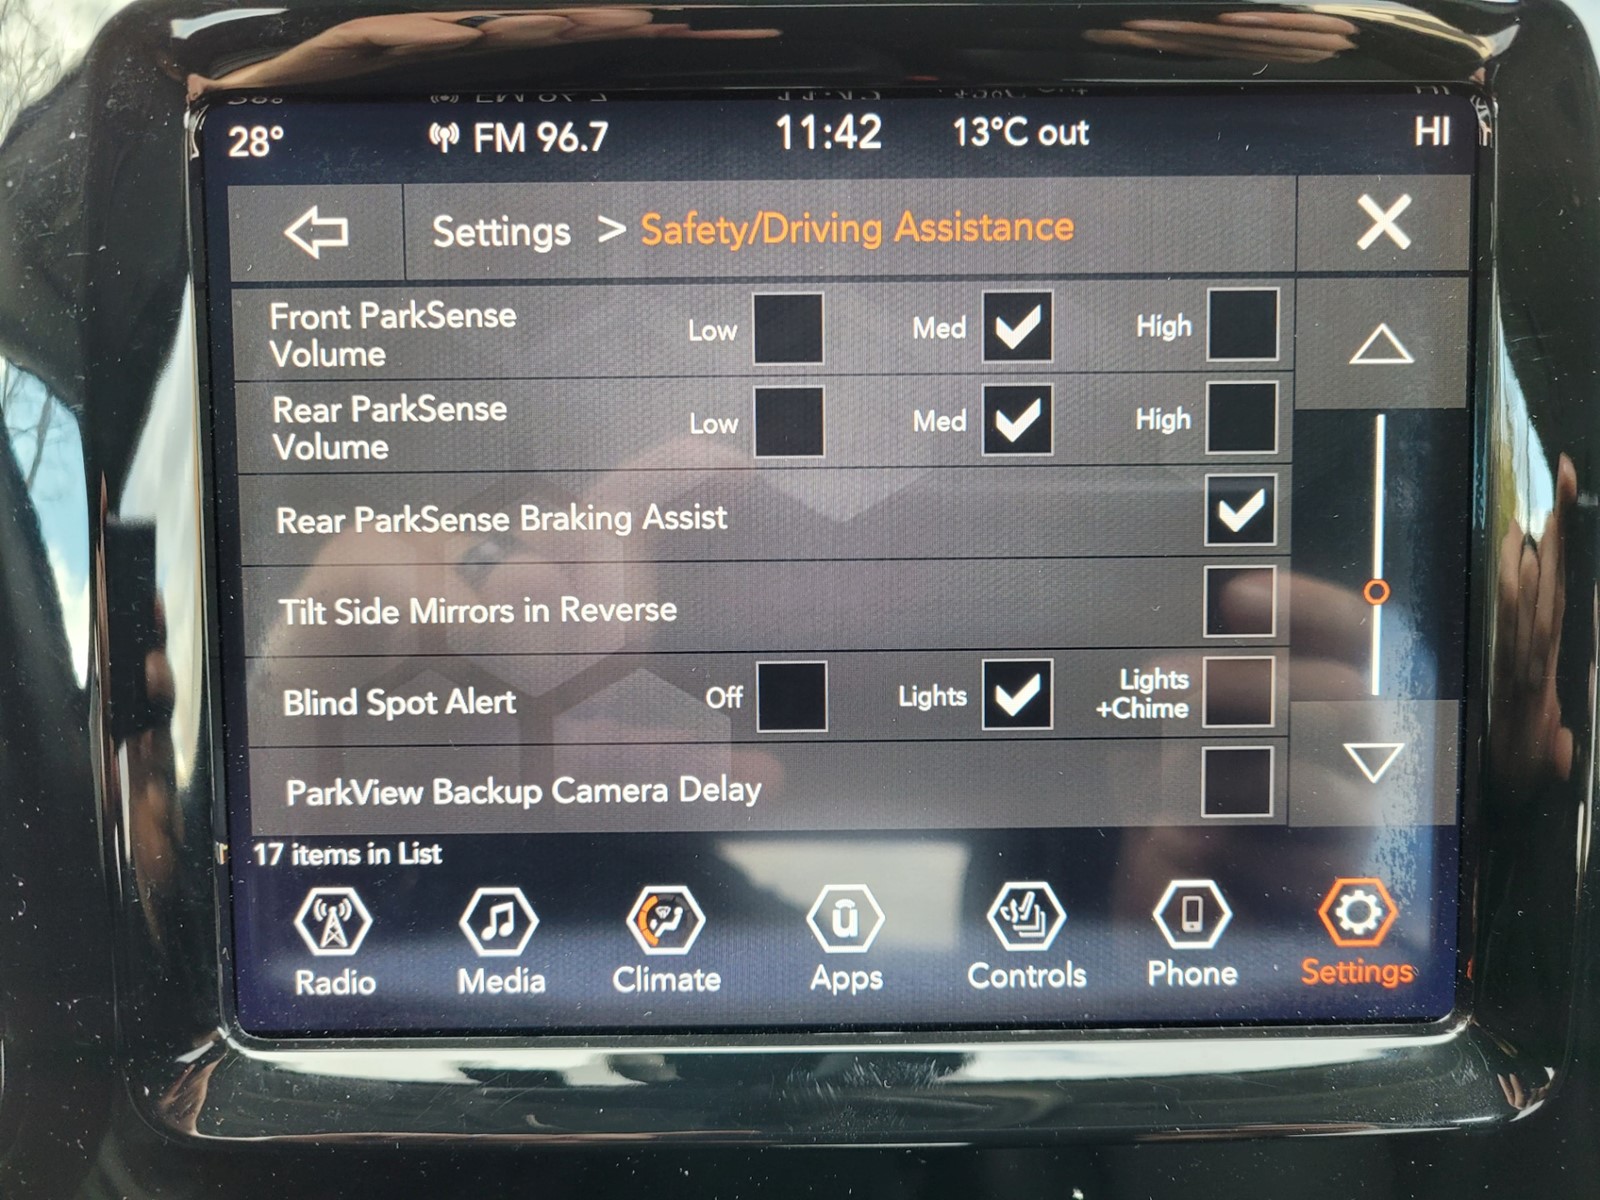 28° FM 96.7 11:42 13°C out HI
Settings > Safety/Driving Assistance
Front ParkSense
Volume
Low Med High
Rear ParkSense
Volume
Low Med High
Rear ParkSense Braking Assist
Tilt Side Mirrors in Reverse
Blind Spot Alert Off Lights
Lights
+Chime
ParkView Backup Camera Delay
17 items in List
Radio Media Climate Apps Controls Phone Settings